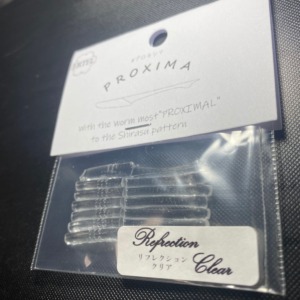 PROXIMA
with the worm most "PROXIMAL"
to the Shirasu pattern
Refrection
リフレクション
クリア
Clear